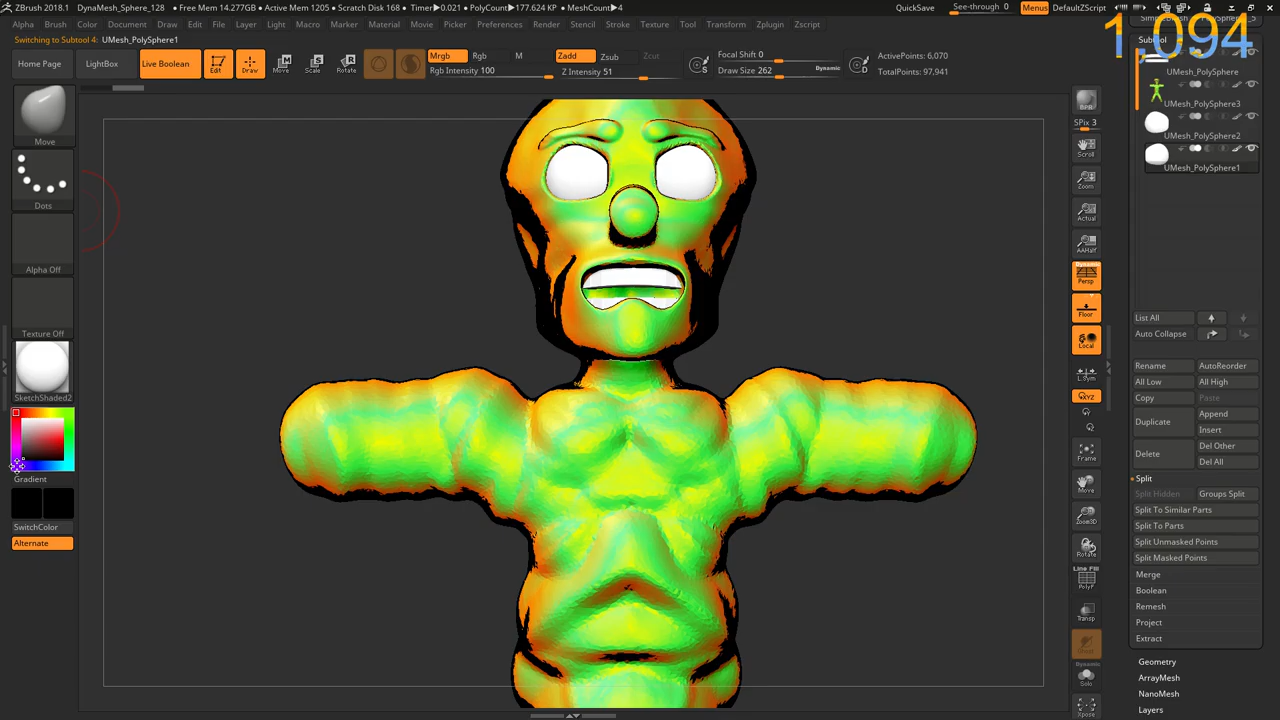 ZBrush 2018.1 DynaMesh_Sphere_128 • Free Mem 14.277GB • Active Mem 1205 • Scratch Disk 168 • Timer▶0.021 • PolyCount▶177.624 KP • MeshCount▶4 QuickSave See-through 0 Menus DefaultZScript
Alpha Brush Color Document Draw Edit File Layer Light Macro Marker Material Movie Picker Preferences Render Stencil Stroke Texture Tool Transform Zplugin Zscript
1,094
Switching to Subtool 4: UMesh_PolySphere1
Home Page LightBox Live Boolean Edit Draw Move Scale Rotate
Mrgb Rgb M
Rgb Intensity 100
Zadd Zsub Zcut
Z Intensity 51
Focal Shift 0
Draw Size 262 Dynamic
ActivePoints: 6,070
TotalPoints: 97,941
Move
Dots
Alpha Off
Texture Off
SketchShaded2
Gradient
SwitchColor
Alternate
BPR
SPix 3
Scroll
Zoom
Actual
AAHalf
Dynamic
Persp
Floor
Local
L.Sym
XYZ
Frame
Move
Zoom3D
Rotate
Line Fill
PolyF
Transp
Dynamic
Solo
Xpose
Subtool
UMesh_PolySphere
UMesh_PolySphere3
UMesh_PolySphere2
UMesh_PolySphere1
List All
Auto Collapse
Rename AutoReorder
All Low All High
Copy Paste
Duplicate Append
Insert
Delete Del Other
Del All
Split
Split Hidden Groups Split
Split To Similar Parts
Split To Parts
Split Unmasked Points
Split Masked Points
Merge
Boolean
Remesh
Project
Extract
Geometry
ArrayMesh
NanoMesh
Layers